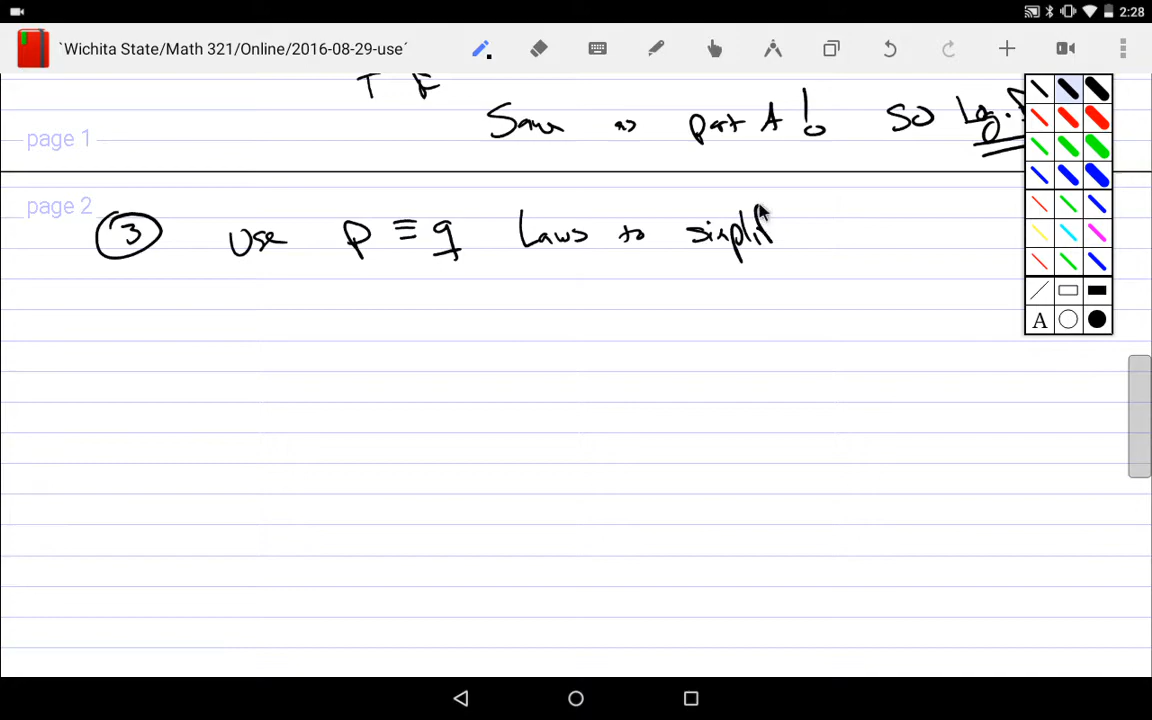 2:28
`Wichita State/Math 321/Online/2016-08-29-use´
T F
Same as part A! So Log.
page 1
page 2
③ Use p ≡ q Laws to simplif
A